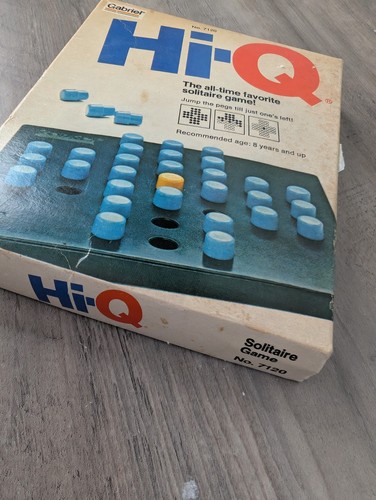 Gabriel
No. 7120
Hi-Q®
The all-time favorite
solitaire game!
Jump the pegs till just one's left!
Recommended age: 8 years and up
Hi-Q
Solitaire
Game
No. 7120